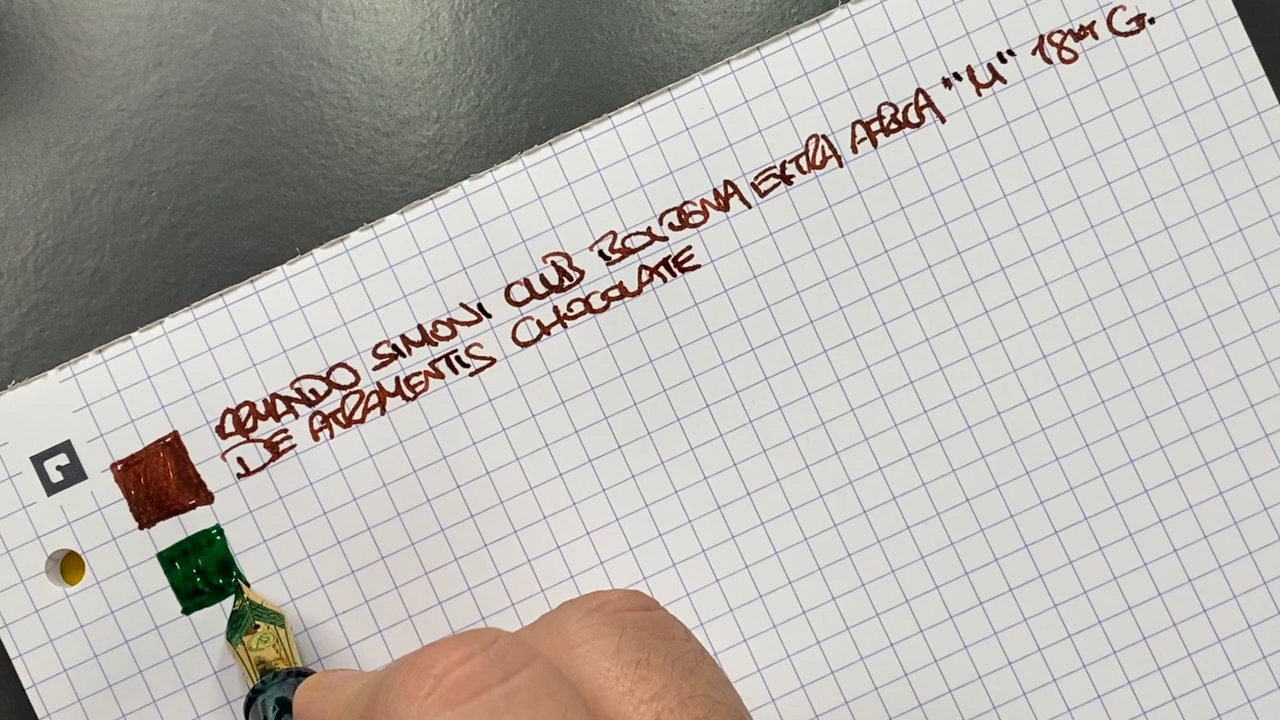 ARMANDO SIMONI CLUB BOLOGNA EXTRA AFRICA "M" 18KT G.
DE ATRAMENTIS CHOCOLATE